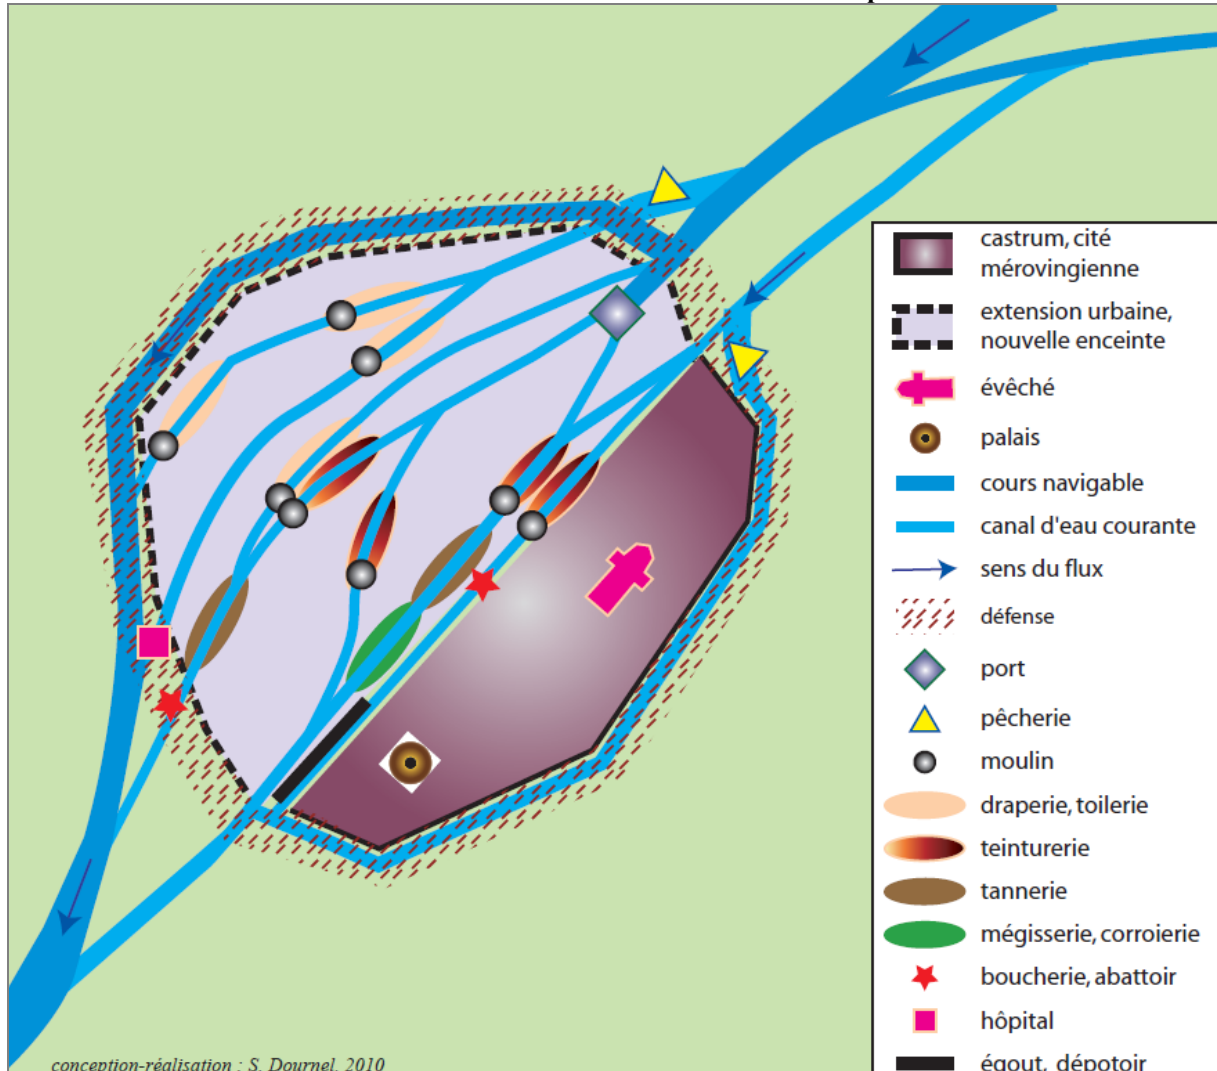 castrum, cité
mérovingienne
extension urbaine,
nouvelle enceinte
évêché
palais
cours navigable
canal d'eau courante
sens du flux
défense
port
pêcherie
moulin
draperie, toilerie
teinturerie
tannerie
mégisserie, corroierie
boucherie, abattoir
hôpital
égout, dépotoir
conception-réalisation : S. Dournel, 2010